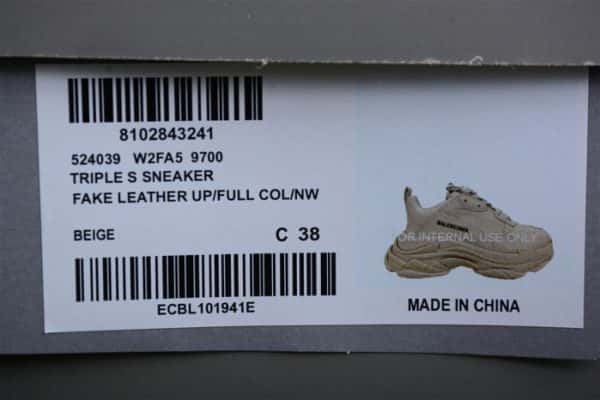 8102843241
524039 W2FA5 9700
TRIPLE S SNEAKER
FAKE LEATHER UP/FULL COL/NW
BEIGE C 38
ECBL101941E
BALENCIAGA
FOR INTERNAL USE ONLY
MADE IN CHINA